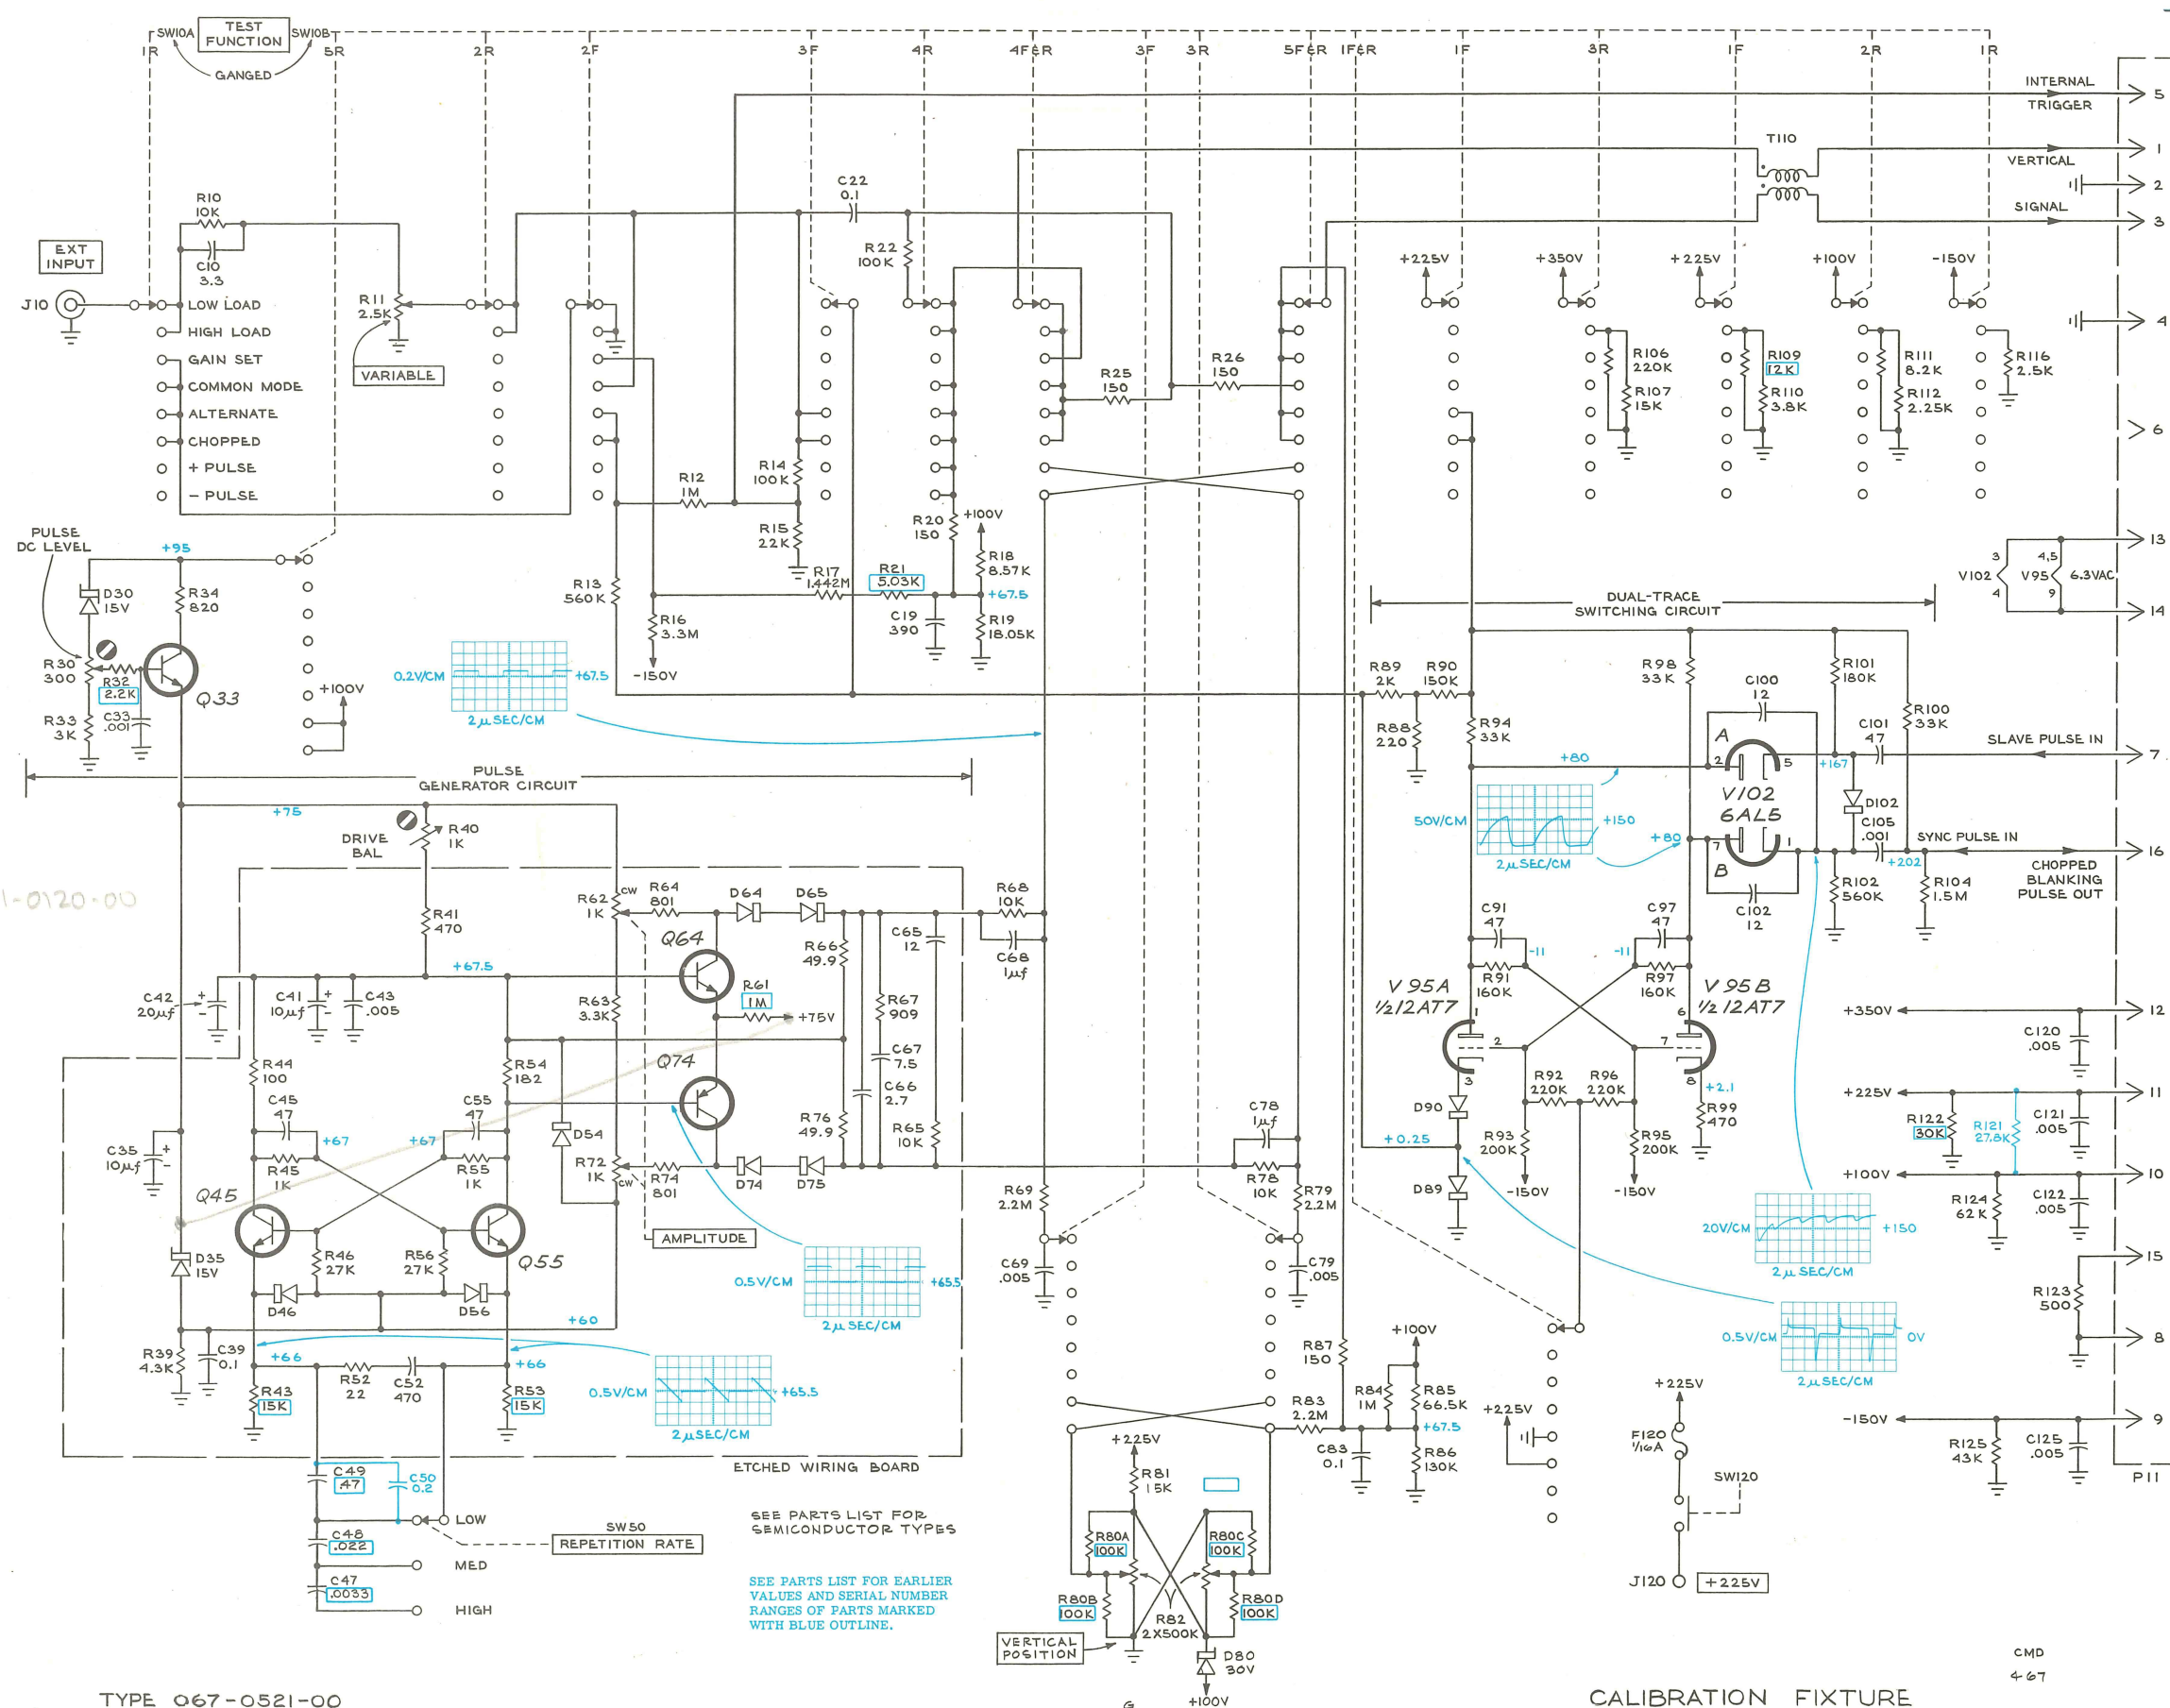 SW10A
TEST
FUNCTION
SW10B
GANGED
1R
5R
2R
2F
3F
4R
4F&R
3F
3R
5F&R
1F&R
1F
3R
1F
2R
1R
INTERNAL
TRIGGER
5
T110
VERTICAL
1
2
SIGNAL
3
4
6
EXT
INPUT
J10
R10
10K
C10
3.3
LOW LOAD
HIGH LOAD
GAIN SET
COMMON MODE
ALTERNATE
CHOPPED
+ PULSE
- PULSE
R11
2.5K
VARIABLE
C22
0.1
R22
100K
R25
150
R26
150
+225V
+350V
+225V
+100V
-150V
R106
220K
R107
15K
R109
12K
R110
3.8K
R111
8.2K
R112
2.25K
R116
2.5K
R12
1M
R14
100K
R15
22K
R20
150
+100V
R18
8.57K
R17
1.442M
R21
5.03K
+67.5
R13
560K
R16
3.3M
-150V
C19
390
R19
18.05K
PULSE
DC LEVEL
+95
D30
15V
R34
820
R30
300
R32
2.2K
Q33
R33
3K
C33
.001
+100V
0.2V/CM
+67.5
2μSEC/CM
PULSE
GENERATOR CIRCUIT
DUAL-TRACE
SWITCHING CIRCUIT
3
V102
4
4,5
V95
9
6.3VAC
13
14
R89
2K
R90
150K
R88
220
R94
33K
R98
33K
C100
12
R101
180K
C101
47
R100
33K
SLAVE PULSE IN
7
+80
A
2
5
+167
V102
6AL5
D102
C105
.001
50V/CM
+150
2μSEC/CM
+80
7
B
1
+202
SYNC PULSE IN
16
CHOPPED
BLANKING
PULSE OUT
C102
12
R102
560K
R104
1.5M
+75
DRIVE
BAL
R40
1K
1-0120-00
R41
470
R62
1K
CW
R64
801
D64
D65
R68
10K
Q64
R66
49.9
C65
12
C68
1μf
+67.5
C42
20μf
+
-
C41
10μf
+
-
C43
.005
R63
3.3K
R61
1M
+75V
R67
909
Q74
C67
7.5
C66
2.7
R44
100
R54
182
C45
47
C55
47
+67
+67
R45
1K
R55
1K
D54
R72
1K
CW
R74
801
D74
D75
R76
49.9
R65
10K
C35
10μf
+
-
Q45
Q55
R46
27K
R56
27K
D35
15V
D46
D56
AMPLITUDE
0.5V/CM
+65.5
2μSEC/CM
+60
R39
4.3K
C39
0.1
+66
R52
22
C52
470
+66
R43
15K
R53
15K
0.5V/CM
+65.5
2μSEC/CM
ETCHED WIRING BOARD
C49
.47
C50
0.2
C48
.022
C47
.0033
LOW
MED
HIGH
SW50
REPETITION RATE
SEE PARTS LIST FOR
SEMICONDUCTOR TYPES
SEE PARTS LIST FOR EARLIER
VALUES AND SERIAL NUMBER
RANGES OF PARTS MARKED
WITH BLUE OUTLINE.
C91
47
-11
R91
160K
C97
47
-11
R97
160K
V95A
½12AT7
1
2
3
V95B
½12AT7
6
7
8
R92
220K
R96
220K
+2.1
R99
470
D90
+0.25
R93
200K
-150V
R95
200K
-150V
D89
C78
1μf
R78
10K
R69
2.2M
R79
2.2M
C69
.005
C79
.005
+350V
C120
.005
12
+225V
11
R122
30K
R121
27.8K
C121
.005
+100V
10
R124
62K
C122
.005
20V/CM
+150
2μSEC/CM
15
R123
500
8
0.5V/CM
0V
2μSEC/CM
-150V
9
R125
43K
C125
.005
P11
R87
150
+100V
R84
1M
R85
66.5K
R83
2.2M
+67.5
C83
0.1
R86
130K
+225V
+225V
F120
1/16A
SW120
J120
+225V
+225V
R81
15K
R80A
100K
R80B
100K
R80C
100K
R80D
100K
R82
2X500K
VERTICAL
POSITION
D80
30V
+100V
G
CMD
467
TYPE 067-0521-00
CALIBRATION FIXTURE